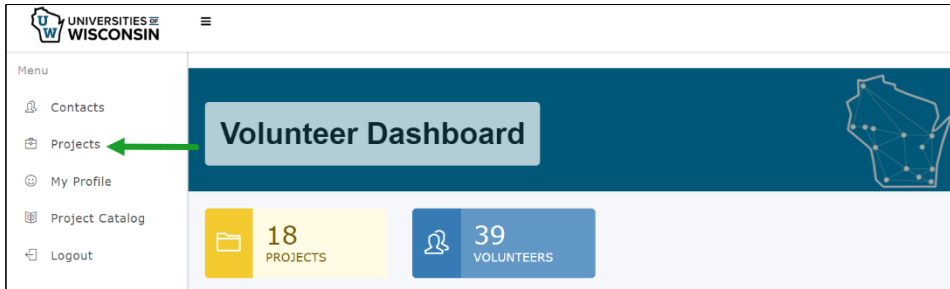 UNIVERSITIES OF
WISCONSIN
Menu
Contacts
Projects
My Profile
Project Catalog
Logout
Volunteer Dashboard
18
PROJECTS
39
VOLUNTEERS